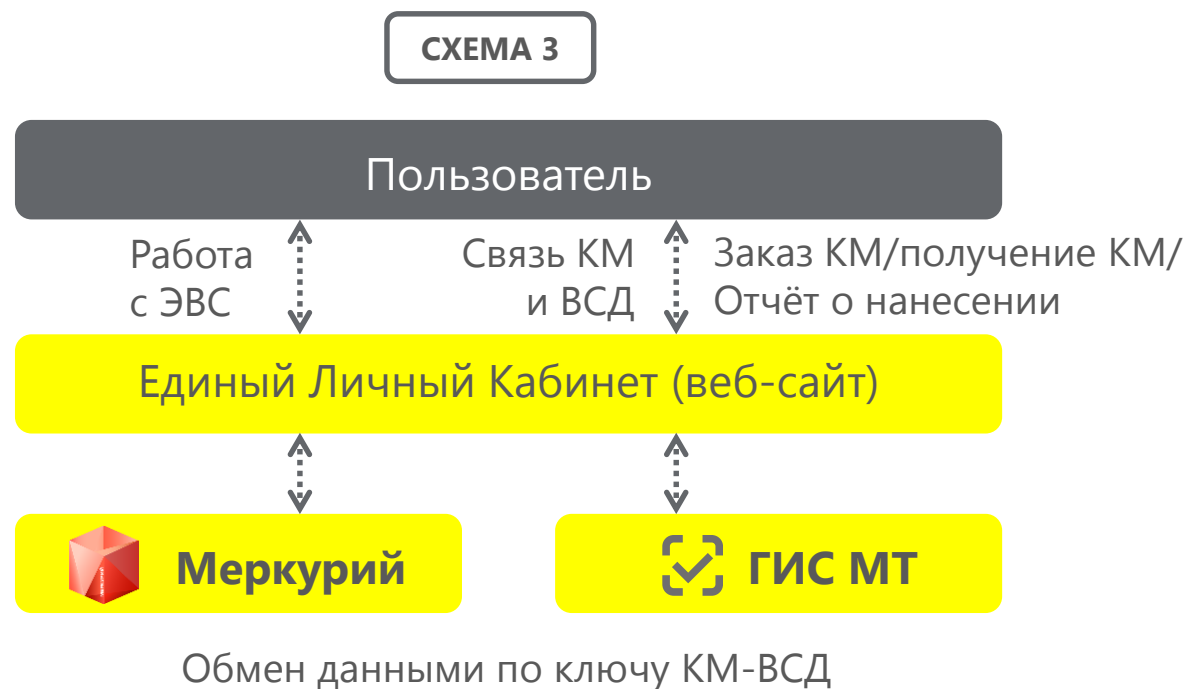 СХЕМА 3
Пользователь
Работа
с ЭВС
Связь КМ
и ВСД
Заказ КМ/получение КМ/
Отчёт о нанесении
Единый Личный Кабинет (веб-сайт)
Меркурий
ГИС МТ
Обмен данными по ключу КМ-ВСД